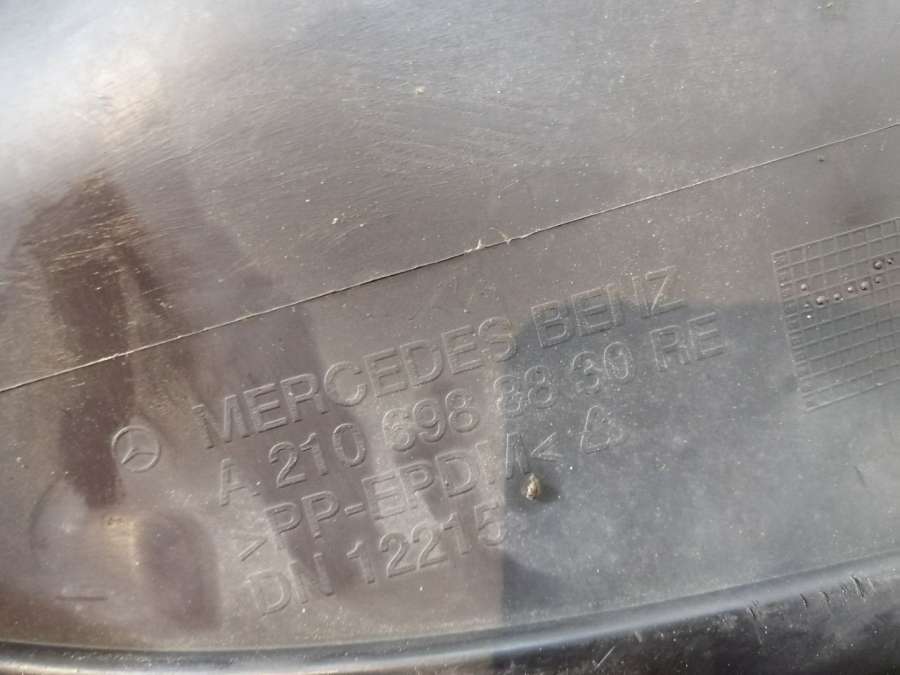 MERCEDES BENZ
A 210 698 88 30 RE
>PP-EPDM<
DN 12215